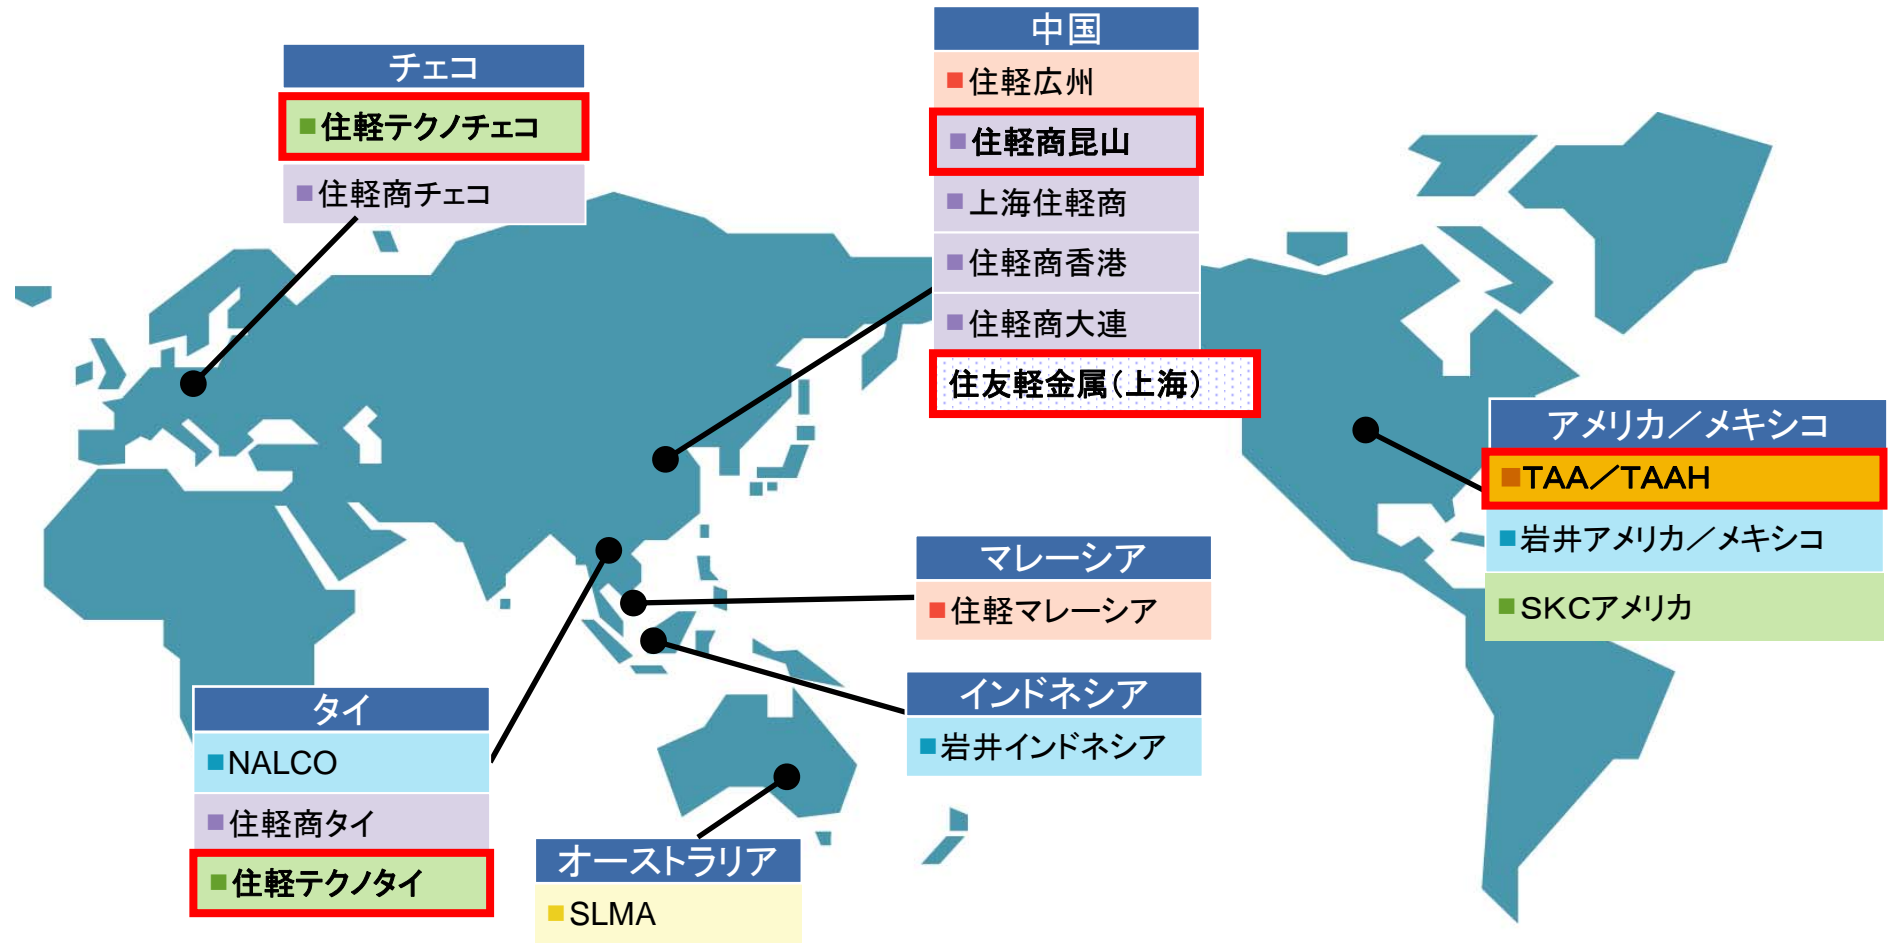 チェコ
■住軽テクノチェコ
■住軽商チェコ
中国
■住軽広州
■住軽商昆山
■上海住軽商
■住軽商香港
■住軽商大連
住友軽金属(上海)
アメリカ／メキシコ
■TAA／TAAH
■岩井アメリカ／メキシコ
■SKCアメリカ
マレーシア
■住軽マレーシア
インドネシア
■岩井インドネシア
タイ
■NALCO
■住軽商タイ
■住軽テクノタイ
オーストラリア
■SLMA